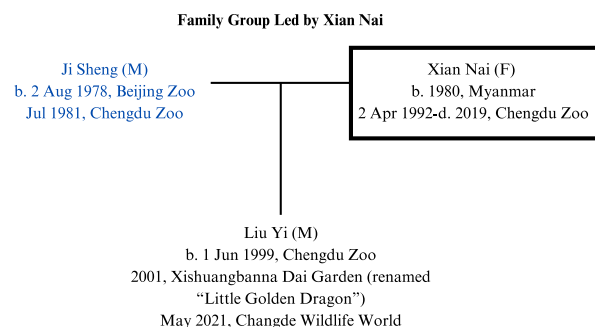 Family Group Led by Xian Nai
Ji Sheng (M)
b. 2 Aug 1978, Beijing Zoo
Jul 1981, Chengdu Zoo
Xian Nai (F)
b. 1980, Myanmar
2 Apr 1992-d. 2019, Chengdu Zoo
Liu Yi (M)
b. 1 Jun 1999, Chengdu Zoo
2001, Xishuangbanna Dai Garden (renamed
“Little Golden Dragon”)
May 2021, Changde Wildlife World